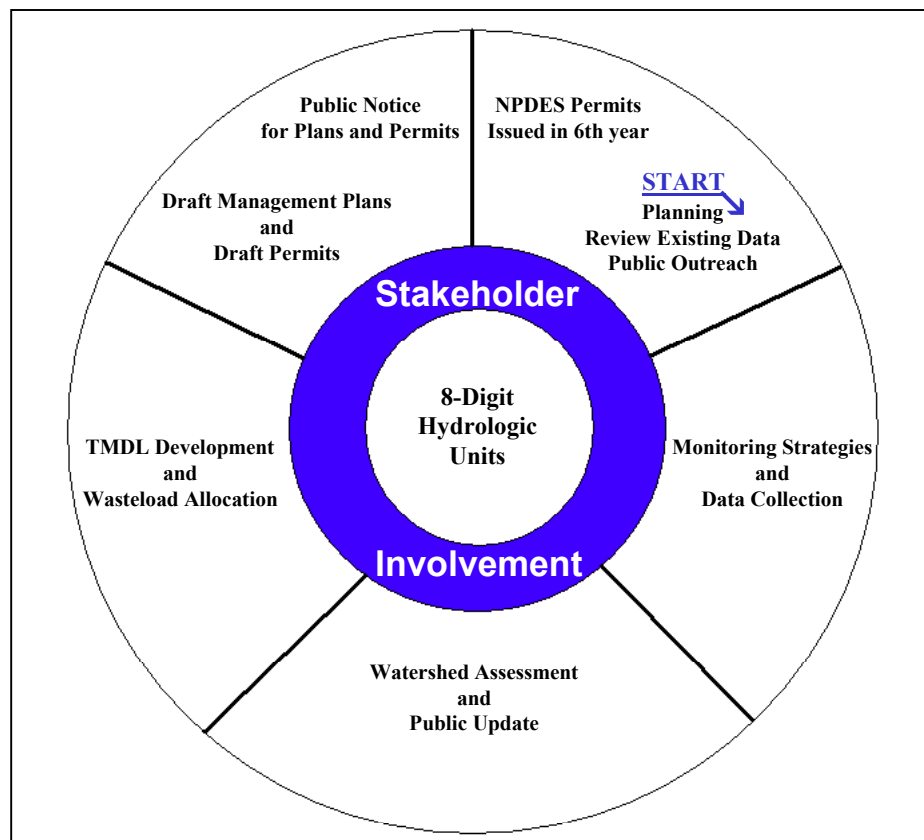 Public Notice
for Plans and Permits
Draft Management Plans
and
Draft Permits
NPDES Permits
Issued in 6th year
START
Planning
Review Existing Data
Public Outreach
Stakeholder
Involvement
8-Digit
Hydrologic
Units
TMDL Development
and
Wasteload Allocation
Monitoring Strategies
and
Data Collection
Watershed Assessment
and
Public Update